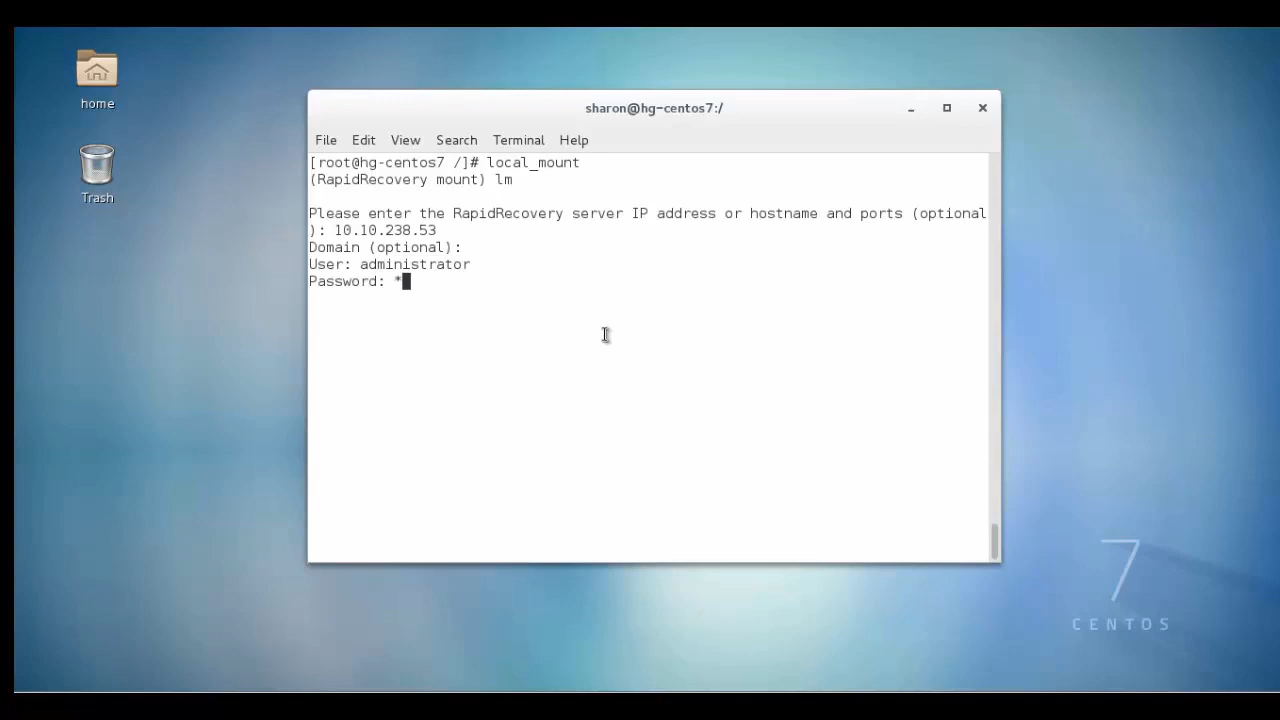 home
Trash
sharon@hg-centos7:/
File Edit View Search Terminal Help
[root@hg-centos7 /]# local_mount
(RapidRecovery mount) lm
Please enter the RapidRecovery server IP address or hostname and ports (optional
): 10.10.238.53
Domain (optional):
User: administrator
Password: *
7
CENTOS